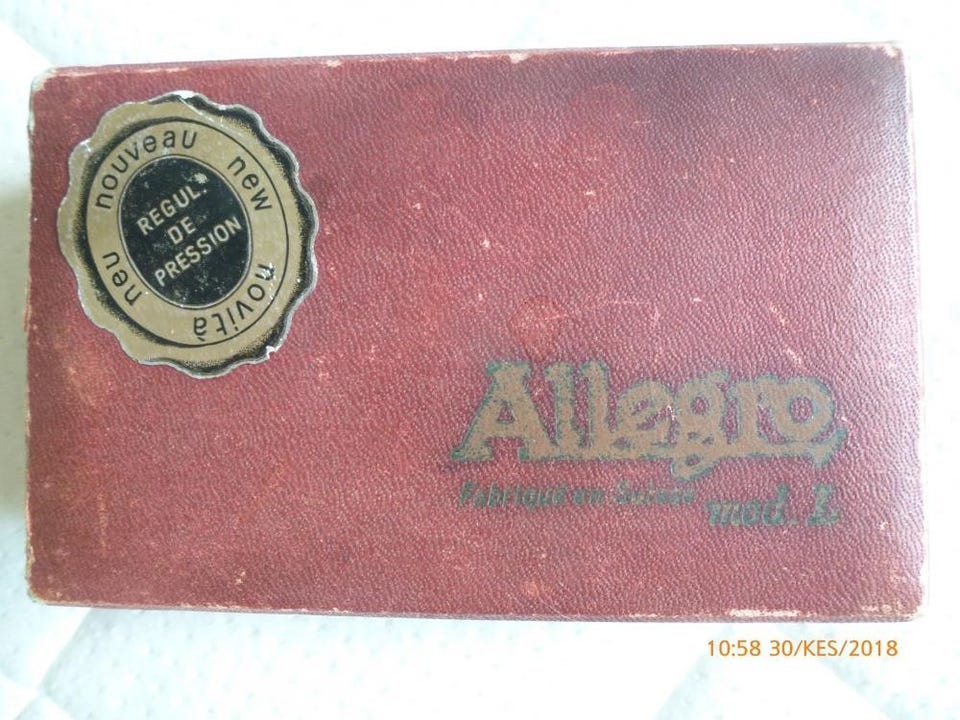 nouveau new novità neu
REGUL.
DE
PRESSION
Allegro
Fabriqué en Suisse
mod. L
10:58 30/KES/2018